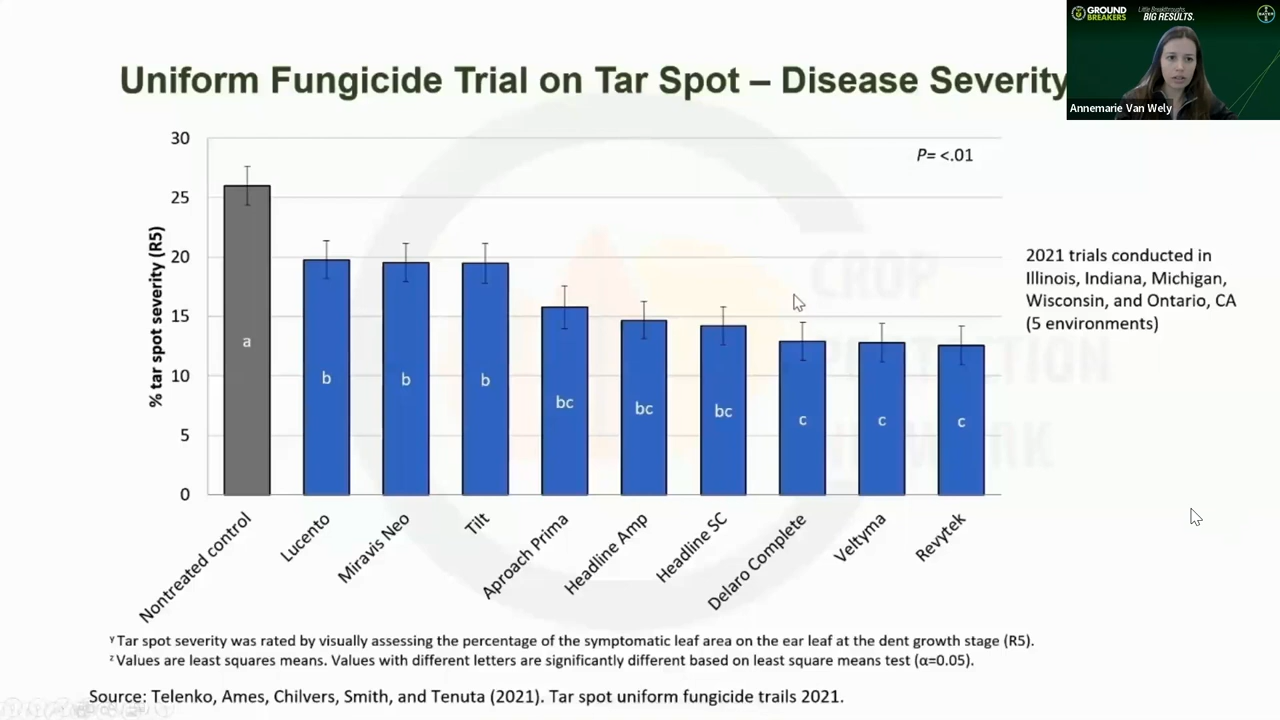 GROUND
BREAKERS
Little Breakthroughs.
BIG RESULTS.
BAYER
Annemarie Van Wely
Uniform Fungicide Trial on Tar Spot – Disease Severity
30
25
20
15
10
5
0
% tar spot severity (R5)
P= <.01
a
b
b
b
bc
bc
bc
c
c
c
Nontreated control
Lucento
Miravis Neo
Tilt
Aproach Prima
Headline Amp
Headline SC
Delaro Complete
Veltyma
Revytek
2021 trials conducted in
Illinois, Indiana, Michigan,
Wisconsin, and Ontario, CA
(5 environments)
CROP
PROTECTION
NETWORK
ʸ Tar spot severity was rated by visually assessing the percentage of the symptomatic leaf area on the ear leaf at the dent growth stage (R5).
ᶻ Values are least squares means. Values with different letters are significantly different based on least square means test (α=0.05).
Source: Telenko, Ames, Chilvers, Smith, and Tenuta (2021). Tar spot uniform fungicide trails 2021.